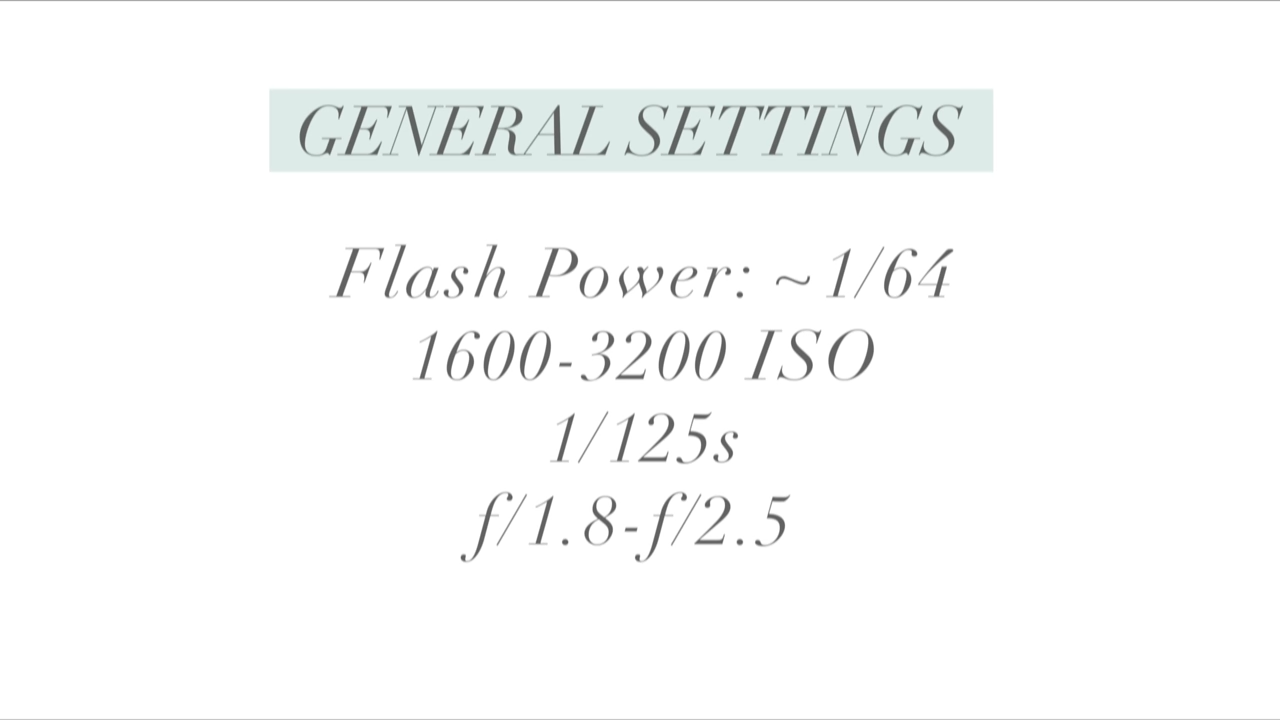 GENERAL SETTINGS
Flash Power: ~1/64
1600-3200 ISO
1/125s
f/1.8-f/2.5